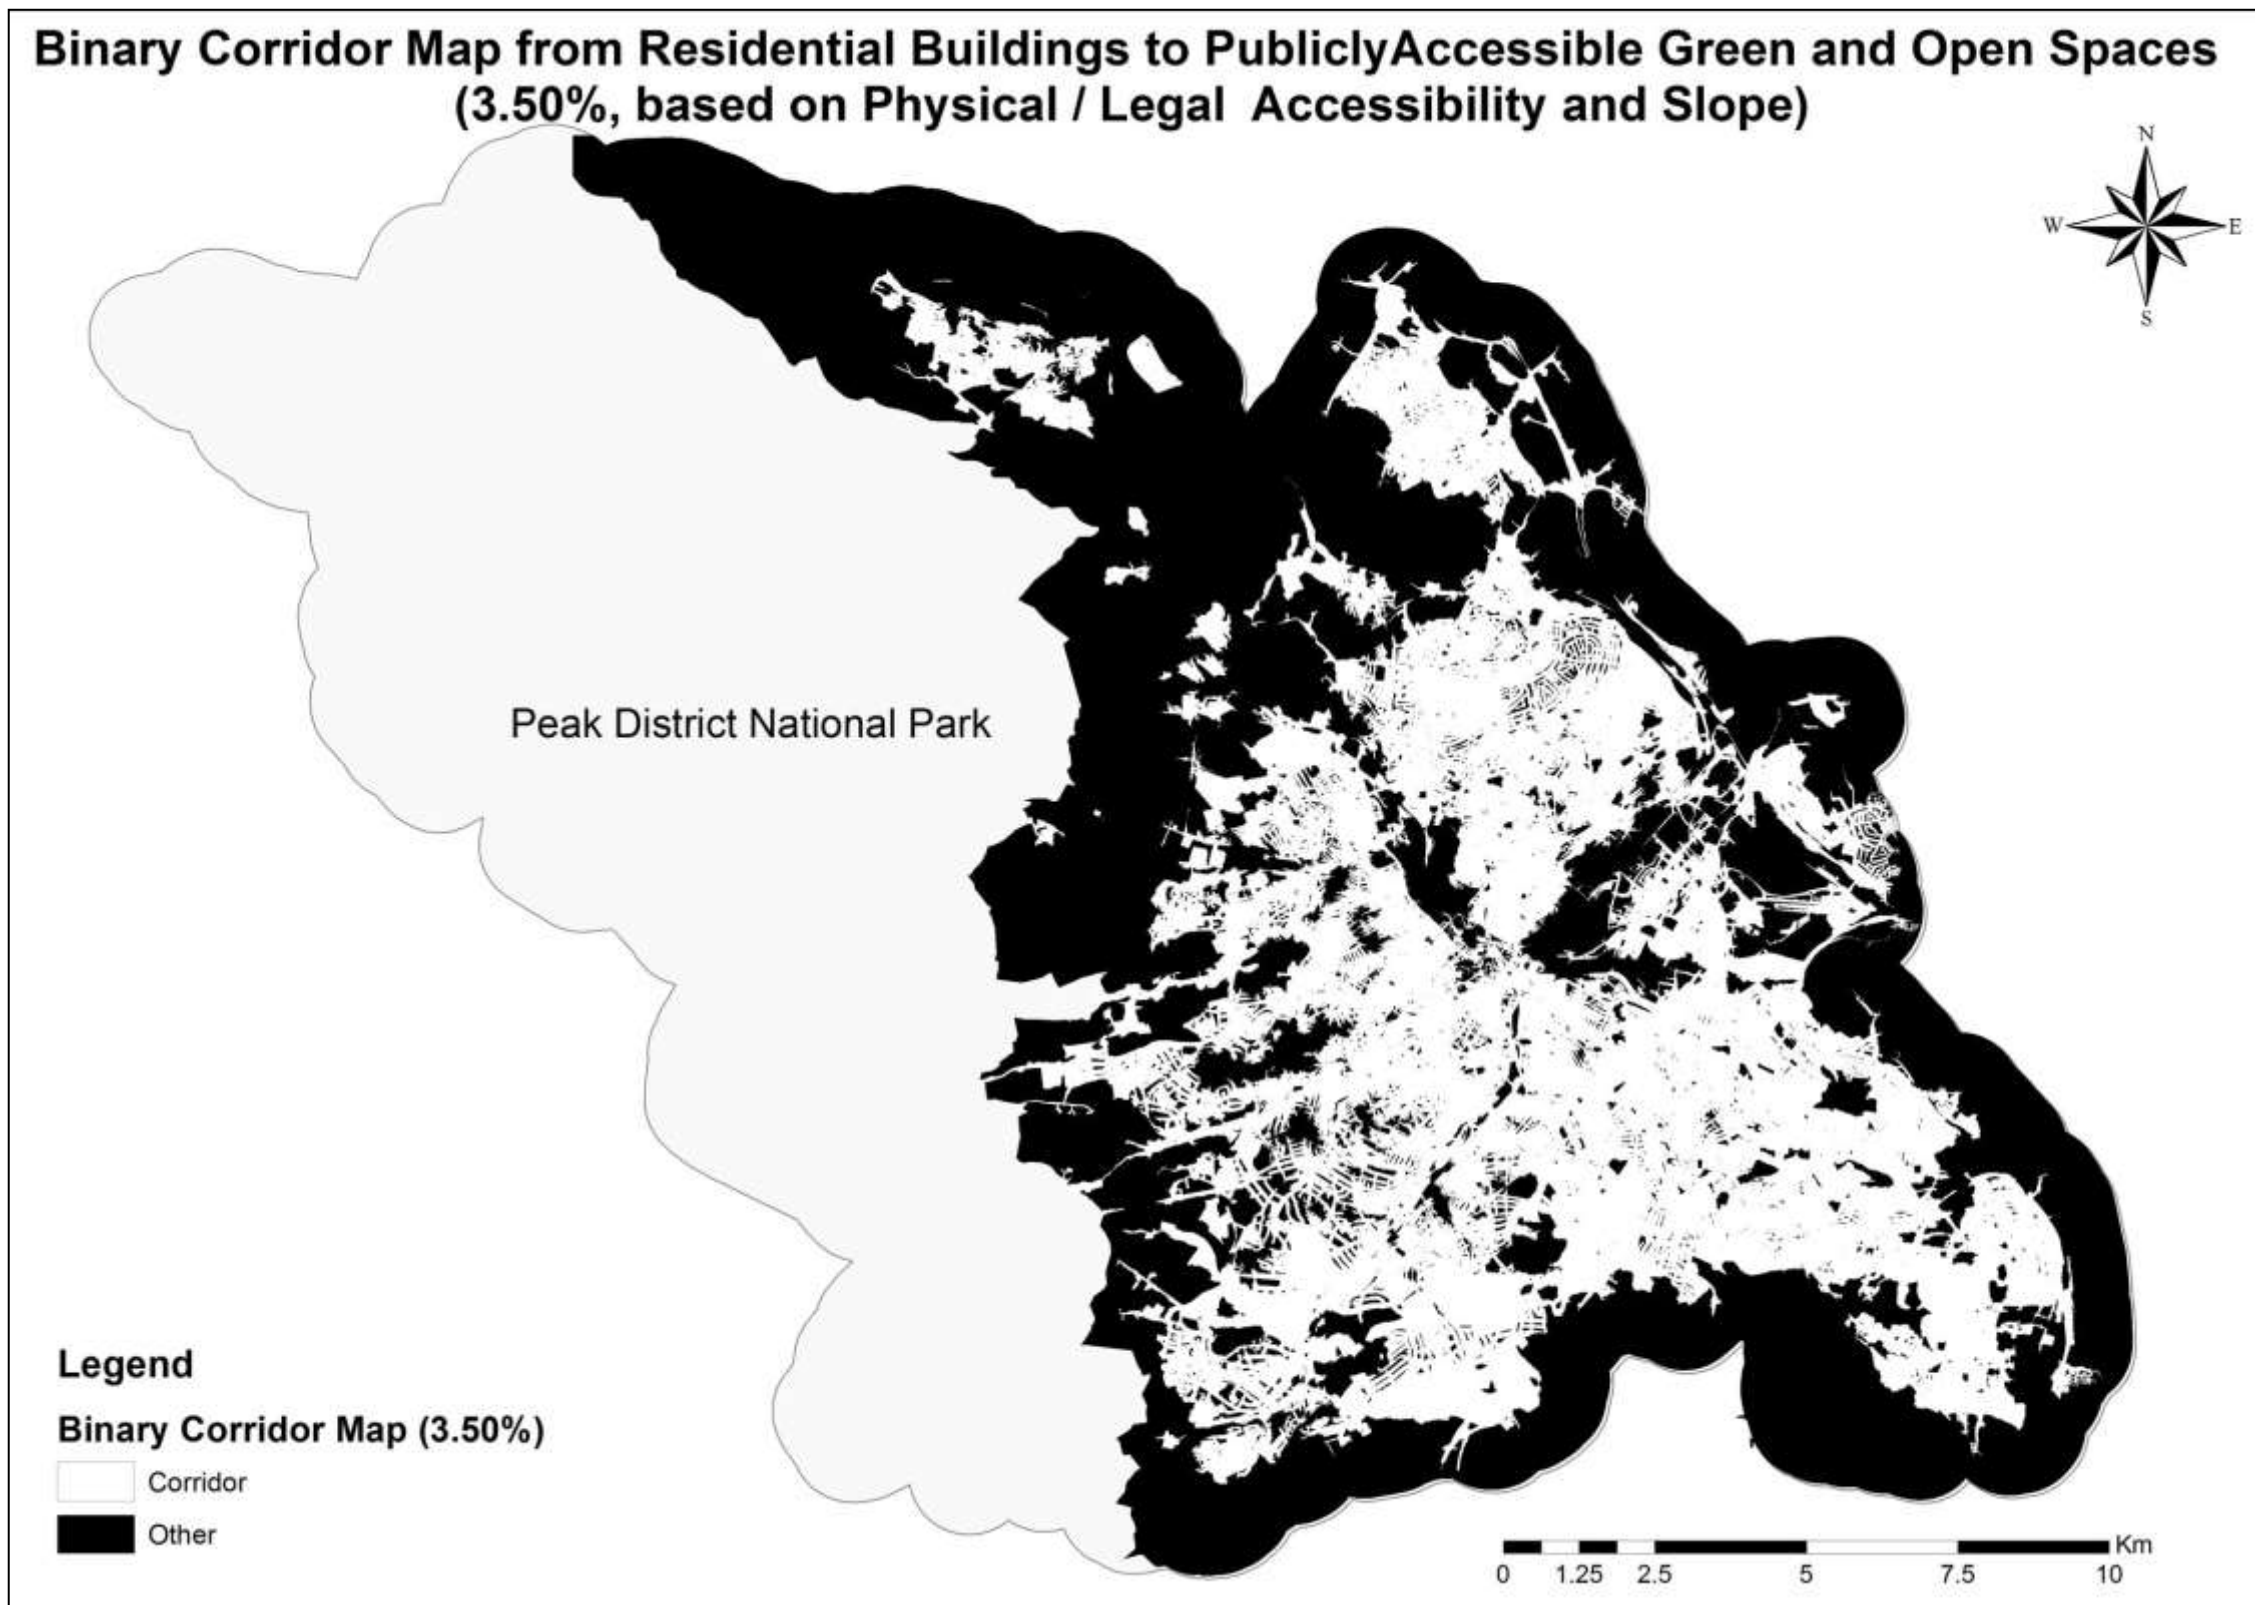 Binary Corridor Map from Residential Buildings to PubliclyAccessible Green and Open Spaces
(3.50%, based on Physical / Legal  Accessibility and Slope)
N
W E
S
Peak District National Park
Legend
Binary Corridor Map (3.50%)
Corridor
Other
Km
0 1.25 2.5 5 7.5 10